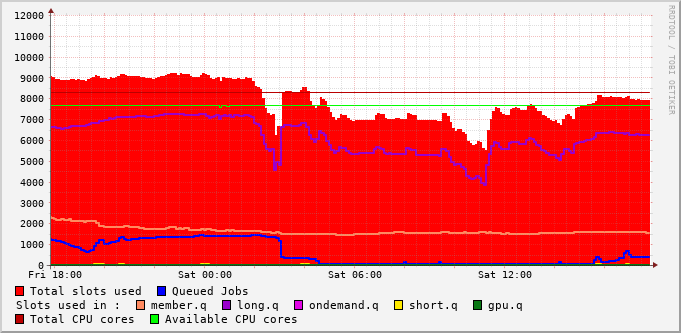 12000
11000
10000
9000
8000
7000
6000
5000
4000
3000
2000
1000
0
Fri 18:00 Sat 00:00 Sat 06:00 Sat 12:00
RRDTOOL / TOBI OETIKER
Total slots used Queued Jobs
Slots used in : member.q long.q ondemand.q short.q gpu.q
Total CPU cores Available CPU cores